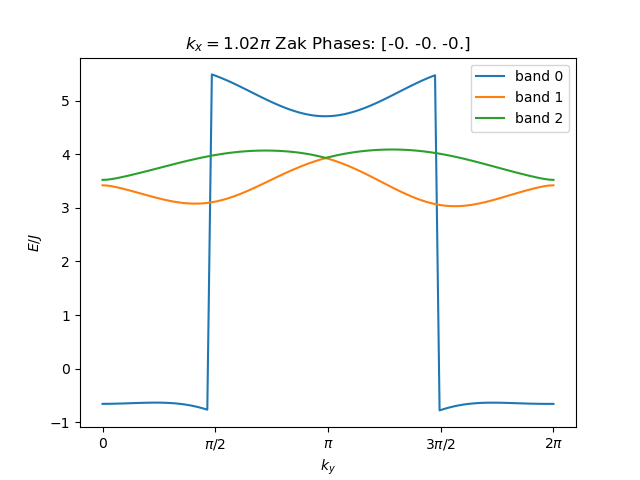 $k_x = 1.02\pi$ Zak Phases: [-0. -0. -0.]
band 0
band 1
band 2
E/J
5
4
3
2
1
0
−1
0
π/2
π
3π/2
2π
$k_y$